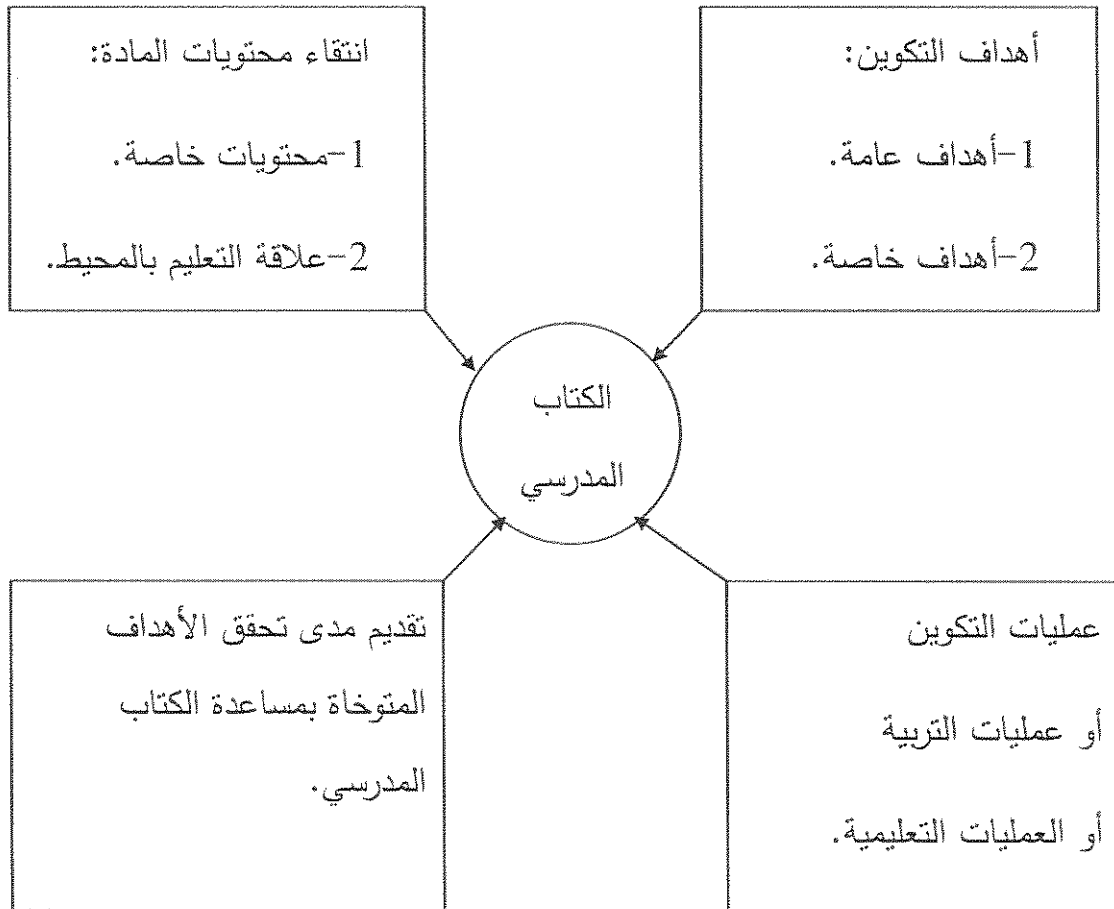 أهداف التكوين:
1-أهداف عامة.
2-أهداف خاصة.
انتقاء محتويات المادة:
1-محتويات خاصة.
2-علاقة التعليم بالمحيط.
الكتاب
المدرسي
عمليات التكوين
أو عمليات التربية
أو العمليات التعليمية.
تقديم مدى تحقق الأهداف
المتوخاة بمساعدة الكتاب
المدرسي.